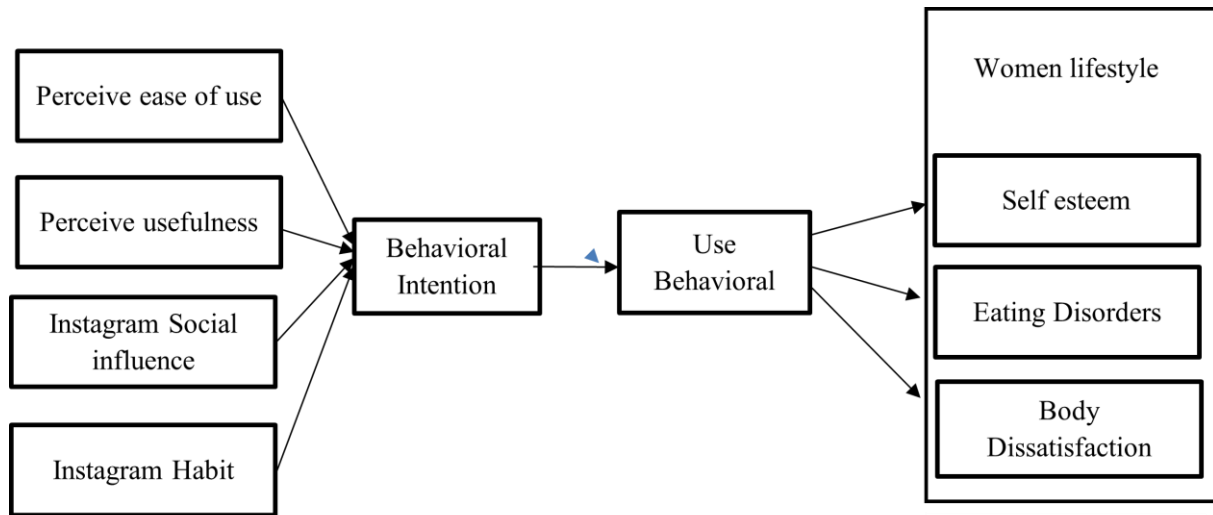 Perceive ease of use
Perceive usefulness
Instagram Social
influence
Instagram Habit
Behavioral
Intention
Use
Behavioral
Women lifestyle
Self esteem
Eating Disorders
Body
Dissatisfaction